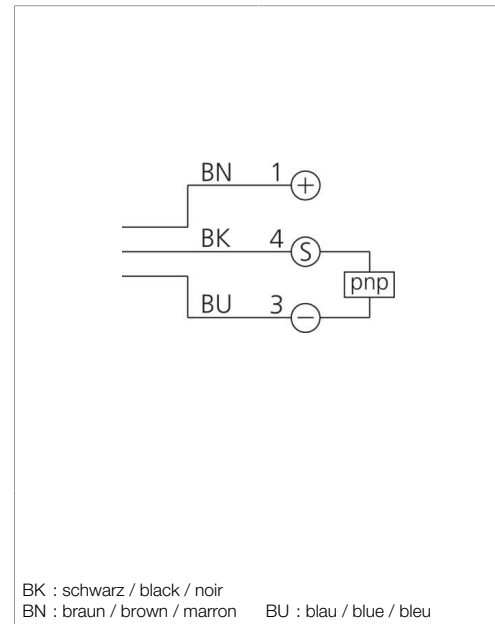 BN 1 +
BK 4 S
pnp
BU 3 −
BK : schwarz / black / noir
BN : braun / brown / marron BU : blau / blue / bleu